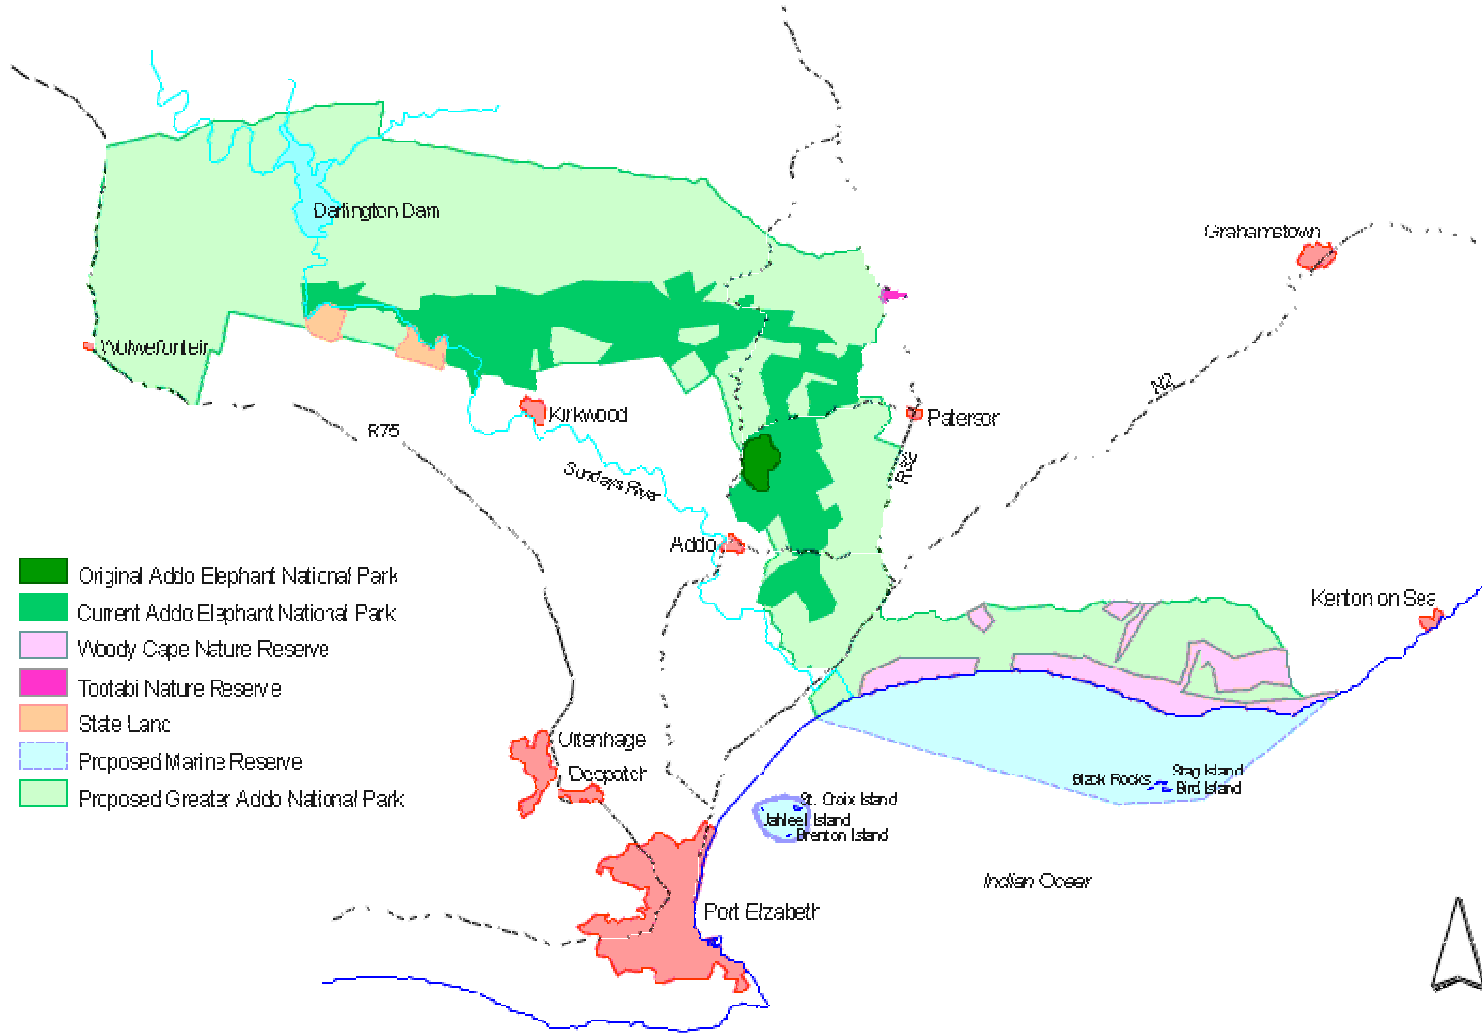 Darlington Dam
Grahamstown
Wolwefontein
Kirkwood
R75
Sundays River
N2
Paterson
R32
Addo
Original Addo Elephant National Park
Current Addo Elephant National Park
Woody Cape Nature Reserve
Tootabi Nature Reserve
State Land
Proposed Marine Reserve
Proposed Greater Addo National Park
Kenton on Sea
Uitenhage
Despatch
Black Rocks
Stag Island
Bird Island
St. Croix Island
Jahleel Island
Brenton Island
Indian Ocean
Port Elizabeth